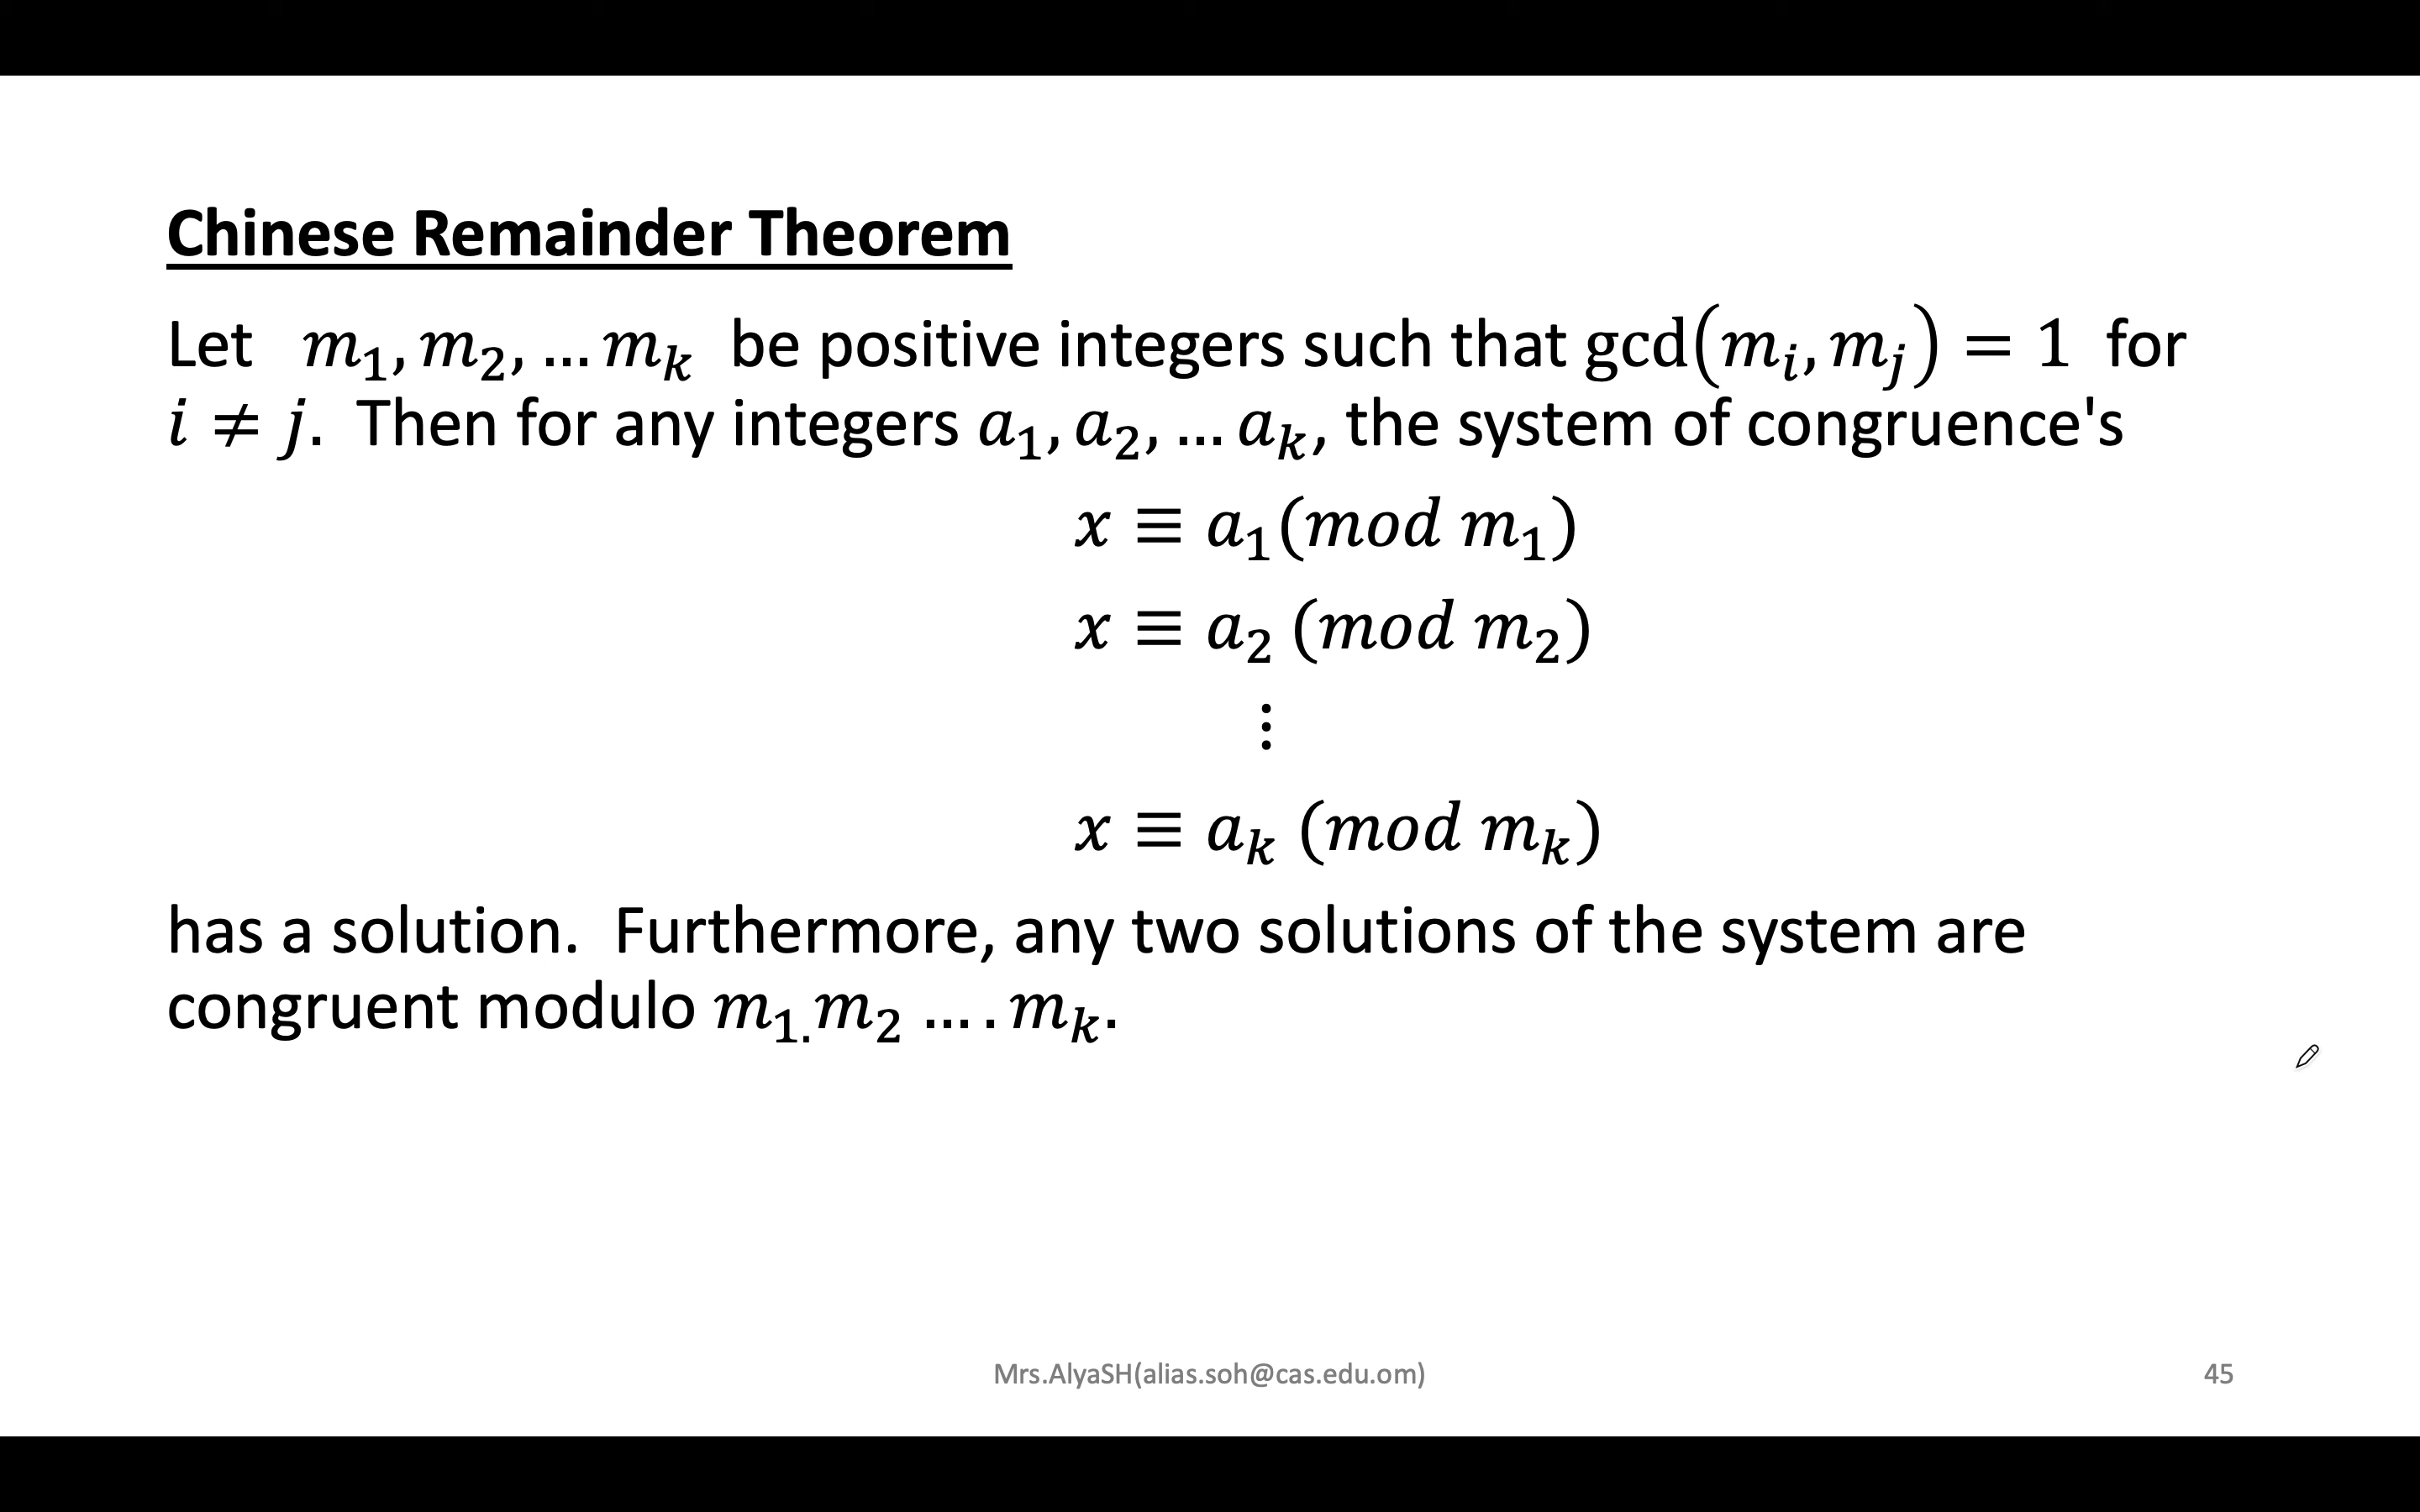 Chinese Remainder Theorem
Let m₁, m₂, … mₖ be positive integers such that gcd(mᵢ, mⱼ) = 1 for
i ≠ j. Then for any integers a₁, a₂, … aₖ, the system of congruence's
x ≡ a₁(mod m₁)
x ≡ a₂ (mod m₂)
⋮
x ≡ aₖ (mod mₖ)
has a solution. Furthermore, any two solutions of the system are
congruent modulo m₁.m₂ … . mₖ.
Mrs.AlyaSH(alias.soh@cas.edu.om)
45